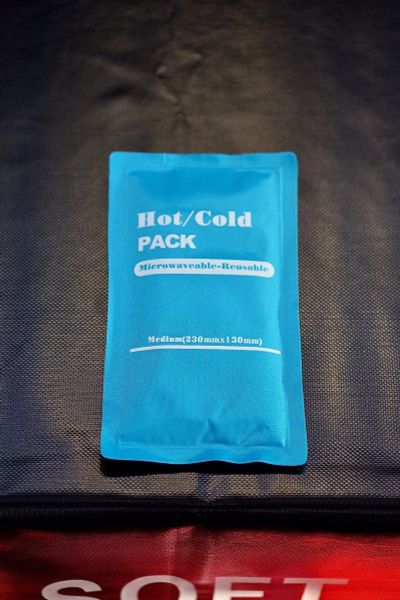 Hot/Cold
PACK
Microwaveable-Reusable
Medium(230mmx130mm)
SOFT